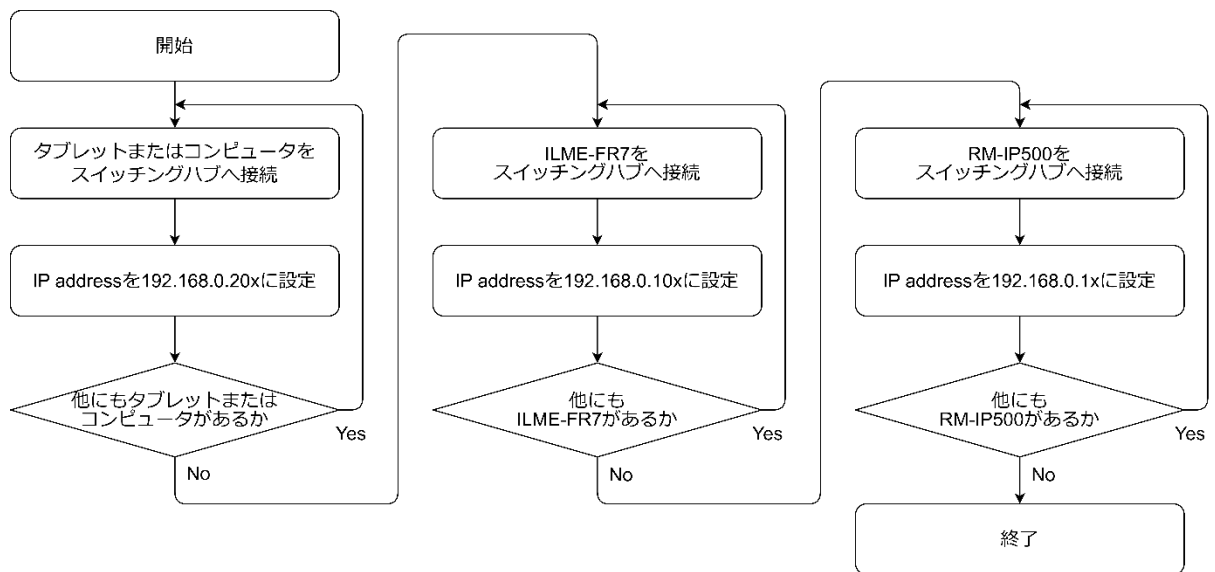 開始
タブレットまたはコンピュータを
スイッチングハブへ接続
IP addressを192.168.0.20xに設定
他にもタブレットまたは
コンピュータがあるか
Yes
No
ILME-FR7を
スイッチングハブへ接続
IP addressを192.168.0.10xに設定
他にも
ILME-FR7があるか
Yes
No
RM-IP500を
スイッチングハブへ接続
IP addressを192.168.0.1xに設定
他にも
RM-IP500があるか
Yes
No
終了